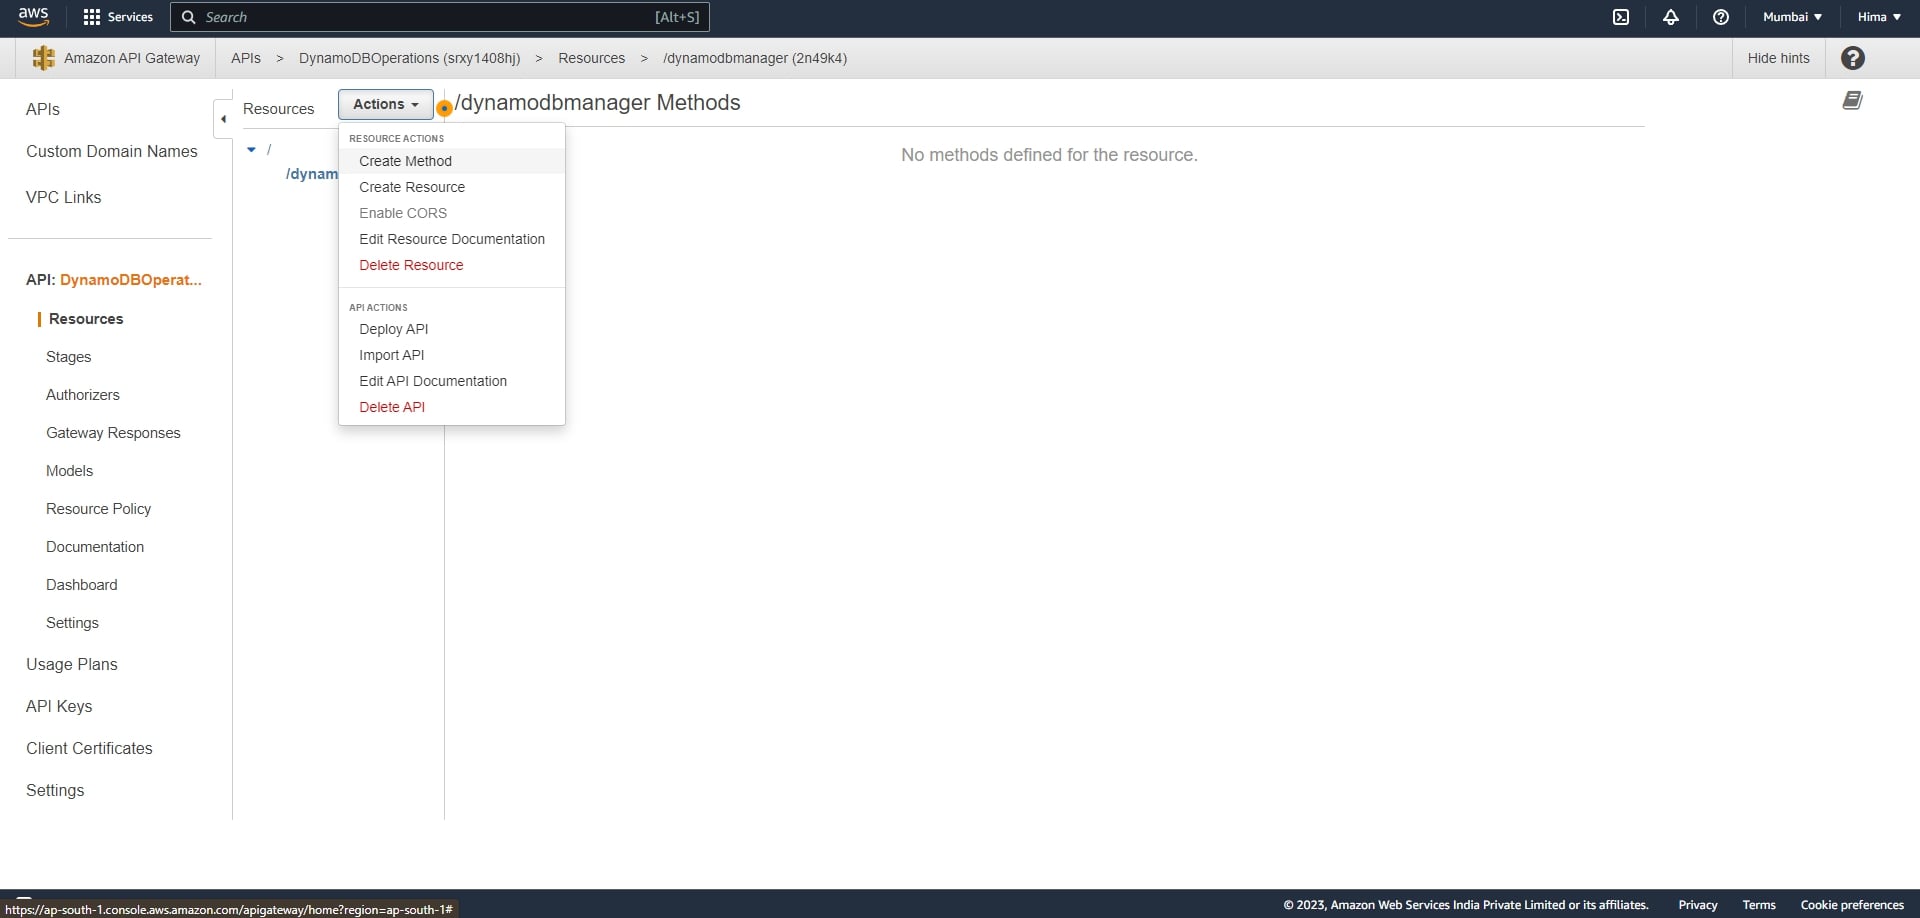 aws Services Search [Alt+S] Mumbai ▼ Hima ▼
Amazon API Gateway APIs > DynamoDBOperations (srxy1408hj) > Resources > /dynamodbmanager (2n49k4) Hide hints
APIs
Custom Domain Names
VPC Links
API: DynamoDBOperat...
Resources
Stages
Authorizers
Gateway Responses
Models
Resource Policy
Documentation
Dashboard
Settings
Usage Plans
API Keys
Client Certificates
Settings
Resources Actions
/
/dynam
RESOURCE ACTIONS
Create Method
Create Resource
Enable CORS
Edit Resource Documentation
Delete Resource
API ACTIONS
Deploy API
Import API
Edit API Documentation
Delete API
/dynamodbmanager Methods
No methods defined for the resource.
https://ap-south-1.console.aws.amazon.com/apigateway/home?region=ap-south-1#
© 2023, Amazon Web Services India Private Limited or its affiliates. Privacy Terms Cookie preferences